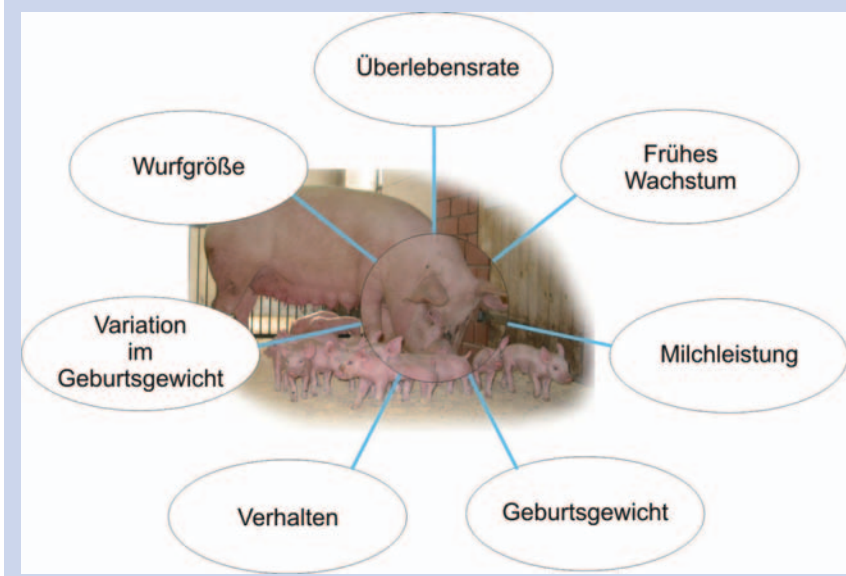 Überlebensrate
Wurfgröße
Frühes
Wachstum
Variation
im
Geburtsgewicht
Milchleistung
Verhalten
Geburtsgewicht